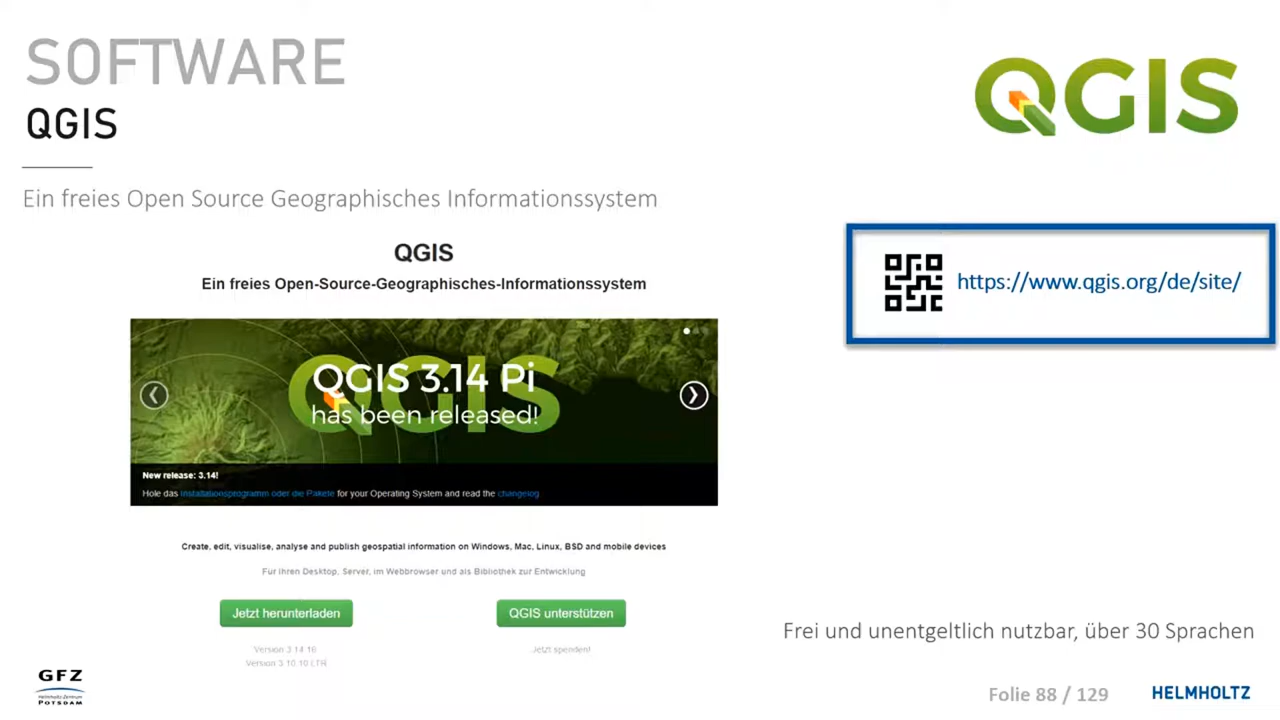 SOFTWARE
QGIS
QGIS
Ein freies Open Source Geographisches Informationssystem
QGIS
Ein freies Open-Source-Geographisches-Informationssystem
https://www.qgis.org/de/site/
QGIS
QGIS 3.14 Pi
has been released!
New release: 3.14!
Hole das Installationsprogramm oder die Pakete for your Operating System and read the changelog
Create, edit, visualise, analyse and publish geospatial information on Windows, Mac, Linux, BSD and mobile devices
Für Ihren Desktop, Server, im Webbrowser und als Bibliothek zur Entwicklung
Jetzt herunterladen
QGIS unterstützen
Version 3.14.16
Version 3.10.10 LTR
Jetzt spenden!
Frei und unentgeltlich nutzbar, über 30 Sprachen
GFZ
Helmholtz-Zentrum
POTSDAM
Folie 88 / 129
HELMHOLTZ